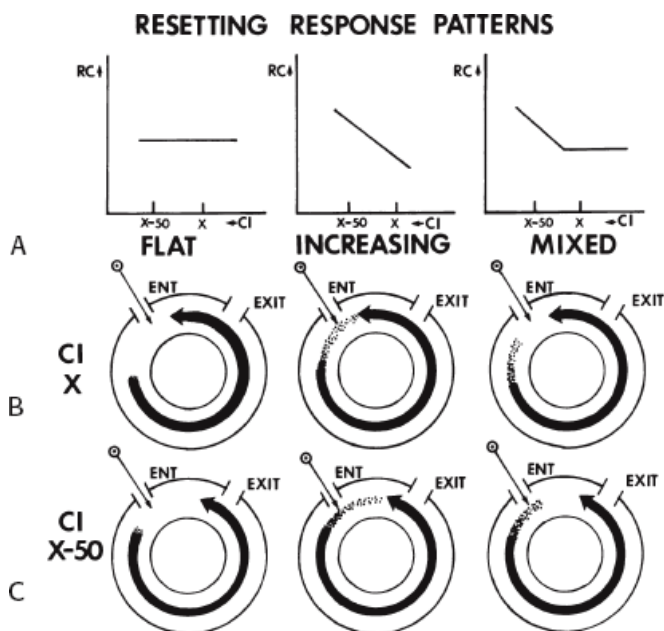 RESETTING RESPONSE PATTERNS
RC↑ RC↑ RC↑
X-50 X ←CI X-50 X ←CI X-50 X ←CI
A FLAT INCREASING MIXED
ENT EXIT ENT EXIT ENT EXIT
CI
X
B
ENT EXIT ENT EXIT ENT EXIT
CI
X-50
C